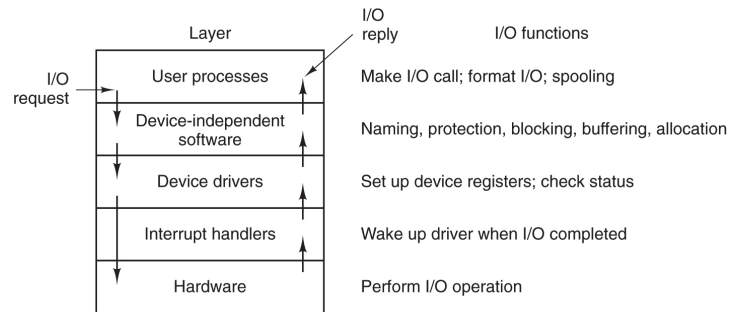 I/O
reply
Layer
I/O functions
I/O
request
User processes
Make I/O call; format I/O; spooling
Device-independent
software
Naming, protection, blocking, buffering, allocation
Device drivers
Set up device registers; check status
Interrupt handlers
Wake up driver when I/O completed
Hardware
Perform I/O operation